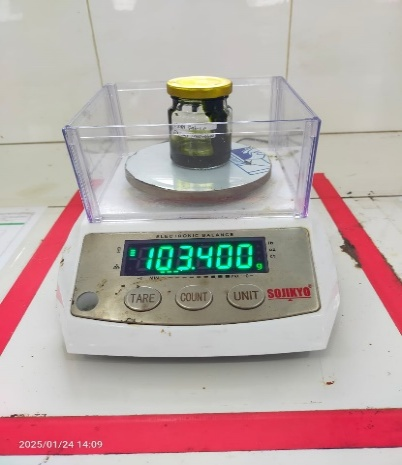 ELECTRONIC BALANCE
103.400 g
TARE
COUNT
UNIT
SOJIKYO
2025/01/24 14:09